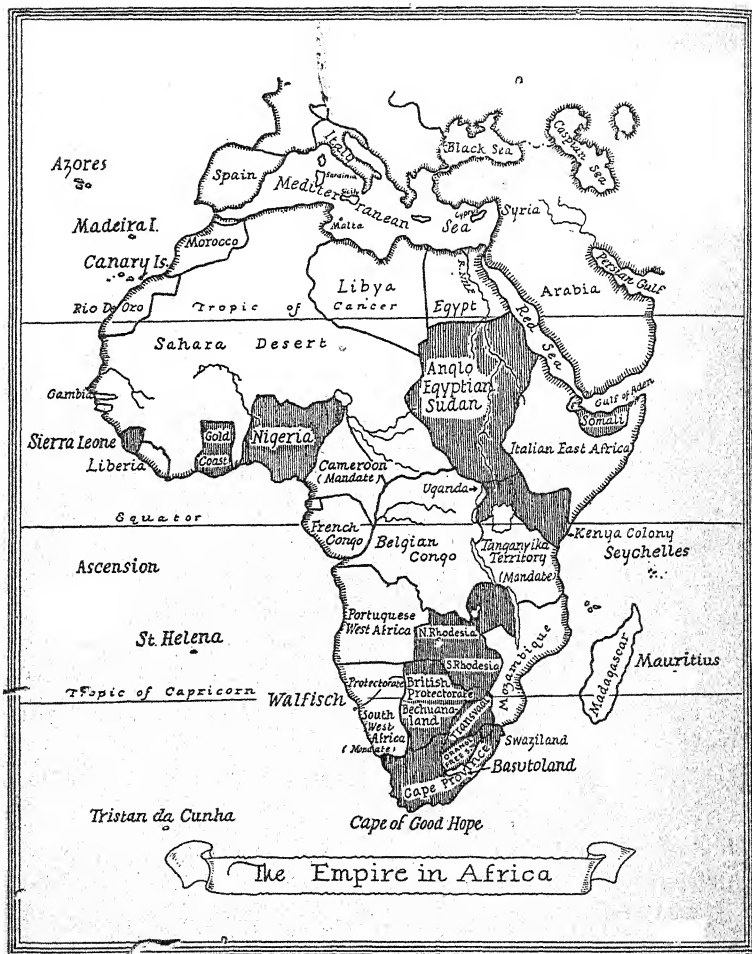 Black Sea
Caspian Sea
Azores
Spain
Italy
Sardinia
Sicily
Mediterranean
Sea
Cyprus
Syria
Malta
Madeira I.
Morocco
Canary Is.
Persian Gulf
Libya
R. Nile
Arabia
Rio De Oro
Tropic of Cancer
Egypt
Red Sea
Sahara Desert
Anglo
Egyptian
Sudan
Gambia
Gulf of Aden
Somali
Sierra Leone
Gold
Coast
Nigeria
Italian East Africa
Liberia
Cameroon
(Mandate)
Uganda
Equator
French
Congo
Belgian
Congo
Kenya Colony
Tanganyika
Territory
(Mandate)
Seychelles
Ascension
Portuguese
West Africa
N. Rhodesia
St. Helena
S. Rhodesia
Mozambique
Madagascar
Mauritius
Tropic of Capricorn
Protectorate
British
Protectorate
Walfisch
Bechuana-
land
South
West
Africa
(Mandate)
Transvaal
ORANGE
FREE S.
Swaziland
Cape Province
Basutoland
Tristan da Cunha
Cape of Good Hope
The Empire in Africa